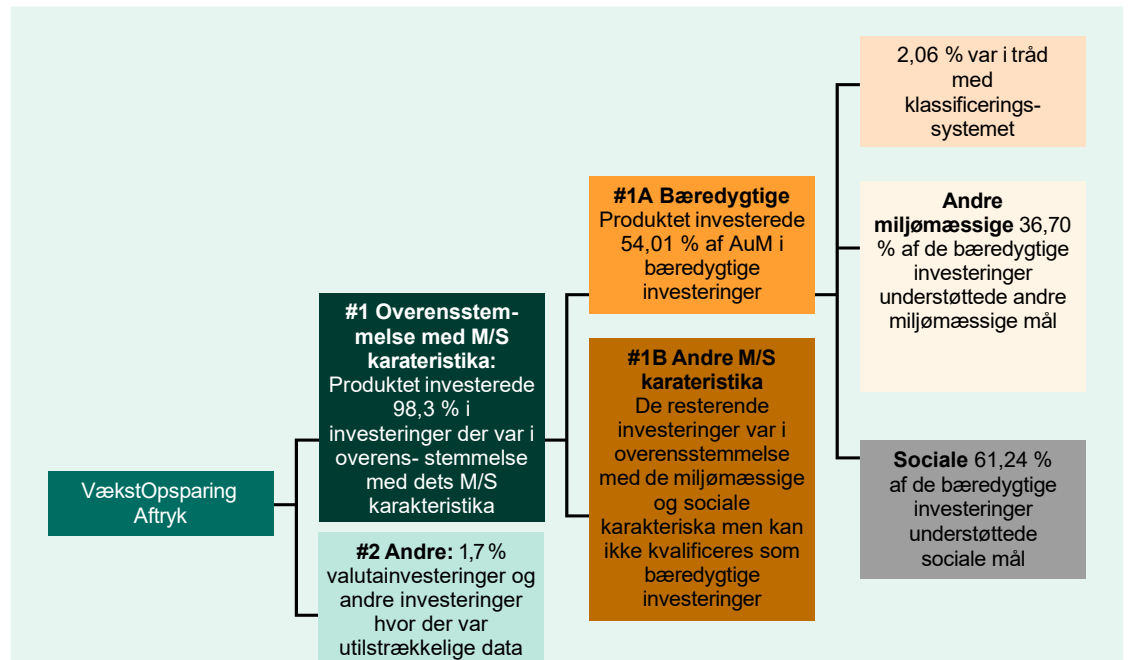 VækstOpsparing
Aftryk
#1 Overensstem-
melse med M/S
karateristika:
Produktet investerede
98,3 % i
investeringer der var i
overens- stemmelse
med dets M/S
karakteristika
#2 Andre: 1,7 %
valutainvesteringer og
andre investeringer
hvor der var
utilstrækkelige data
#1A Bæredygtige
Produktet investerede
54,01 % af AuM i
bæredygtige
investeringer
#1B Andre M/S
karateristika
De resterende
investeringer var i
overensstemmelse
med de miljømæssige
og sociale
karakteriska men kan
ikke kvalificeres som
bæredygtige
investeringer
2,06 % var i tråd
med
klassificerings-
systemet
Andre
miljømæssige 36,70
% af de bæredygtige
investeringer
understøttede andre
miljømæssige mål
Sociale 61,24 %
af de bæredygtige
investeringer
understøttede
sociale mål